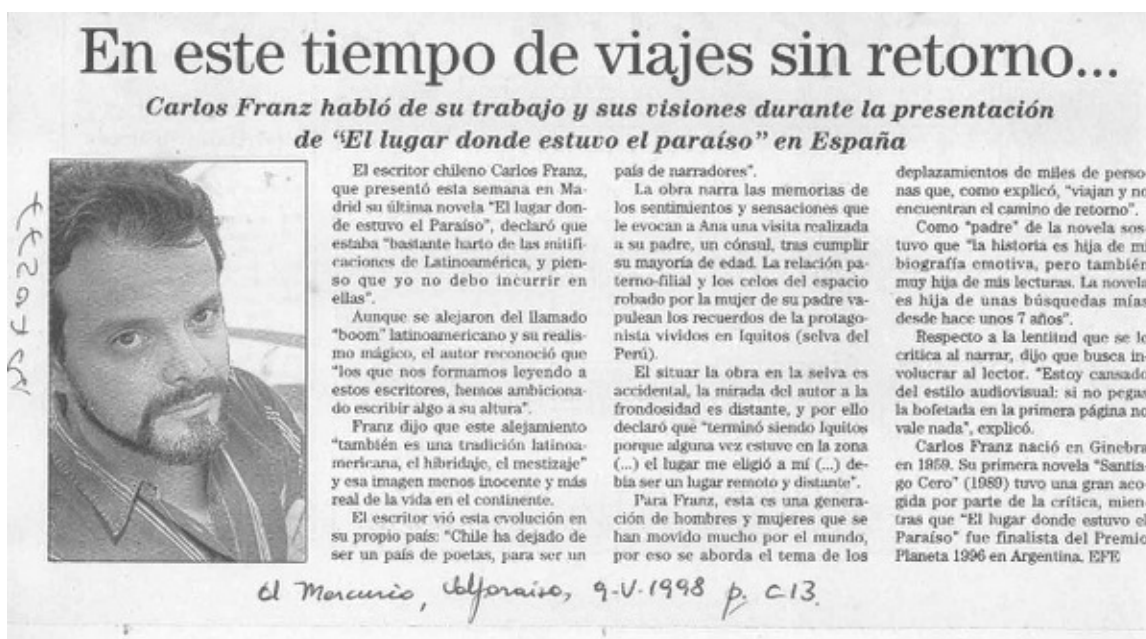 En este tiempo de viajes sin retorno...
Carlos Franz habló de su trabajo y sus visiones durante la presentación
de "El lugar donde estuvo el paraíso" en España
El escritor chileno Carlos Franz,
que presentó esta semana en Ma-
drid su última novela "El lugar don-
de estuvo el Paraíso", declaró que
estaba "bastante harto de las mitifi-
caciones de Latinoamérica, y pien-
so que yo no debo incurrir en
ellas".
Aunque se alejaron del llamado
"boom" latinoamericano y su realis-
mo mágico, el autor reconoció que
"los que nos formamos leyendo a
estos escritores, hemos ambiciona-
do escribir algo a su altura".
Franz dijo que este alejamiento
"también es una tradición latinoa-
mericana, el hibridaje, el mestizaje"
y esa imagen menos inocente y más
real de la vida en el continente.
El escritor vió esta evolución en
su propio país: "Chile ha dejado de
ser un país de poetas, para ser un
país de narradores".
La obra narra las memorias de
los sentimientos y sensaciones que
le evocan a Ana una visita realizada
a su padre, un cónsul, tras cumplir
su mayoría de edad. La relación pa-
terno-filial y los celos del espacio
robado por la mujer de su padre va-
pulean los recuerdos de la protago-
nista vividos en Iquitos (selva del
Perú).
El situar la obra en la selva es
accidental, la mirada del autor a la
frondosidad es distante, y por ello
declaró que "terminó siendo Iquitos
porque alguna vez estuve en la zona
(...) el lugar me eligió a mí (...) de-
bía ser un lugar remoto y distante".
Para Franz, esta es una genera-
ción de hombres y mujeres que se
han movido mucho por el mundo,
por eso se aborda el tema de los
deplazamientos de miles de perso-
nas que, como explicó, "viajan y no
encuentran el camino de retorno".
Como "padre" de la novela sos-
tuvo que "la historia es hija de mi
biografía emotiva, pero también
muy hija de mis lecturas. La novela
es hija de unas búsquedas mías
desde hace unos 7 años".
Respecto a la lentitud que se le
critica al narrar, dijo que busca in-
volucrar al lector. "Estoy cansado
del estilo audiovisual: si no pegas
la bofetada en la primera página no
vale nada", explicó.
Carlos Franz nació en Ginebra
en 1959. Su primera novela "Santia-
go Cero" (1989) tuvo una gran aco-
gida por parte de la crítica, mien-
tras que "El lugar donde estuvo el
Paraíso" fue finalista del Premio
Planeta 1996 en Argentina. EFE
El Mercurio, Valparaíso, 9-V-1998 p. C13.